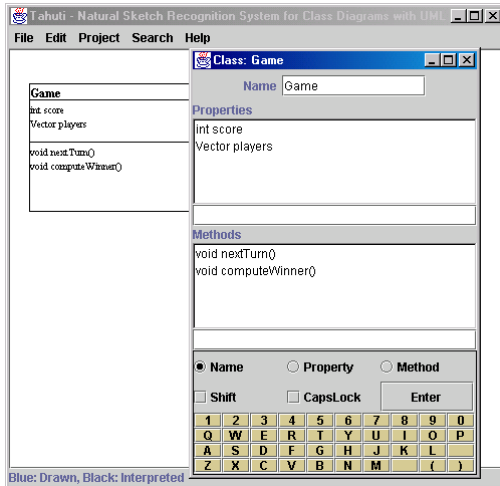 Tahuti - Natural Sketch Recognition System for Class Diagrams with UML
File Edit Project Search Help
Game
int score
Vector players
void nextTurn()
void computeWinner()
Class: Game
Name Game
Properties
int score
Vector players
Methods
void nextTurn()
void computeWinner()
Name Property Method
Shift CapsLock Enter
1 2 3 4 5 6 7 8 9 0
Q W E R T Y U I O P
A S D F G H J K L
Z X C V B N M ( )
Blue: Drawn, Black: Interpreted